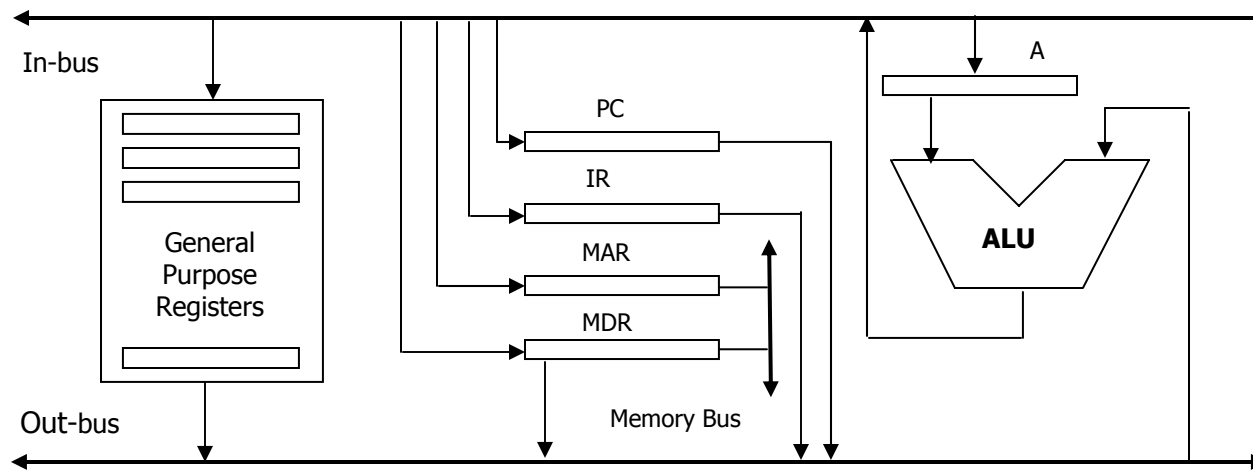 In-bus
A
PC
IR
General
Purpose
Registers
ALU
MAR
MDR
Out-bus
Memory Bus